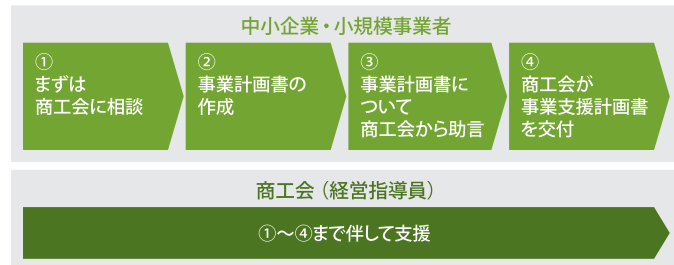 中小企業・小規模事業者
①
まずは
商工会に相談
②
事業計画書の
作成
③
事業計画書に
ついて
商工会から助言
④
商工会が
事業支援計画書
を交付
商工会（経営指導員）
①～④まで伴して支援